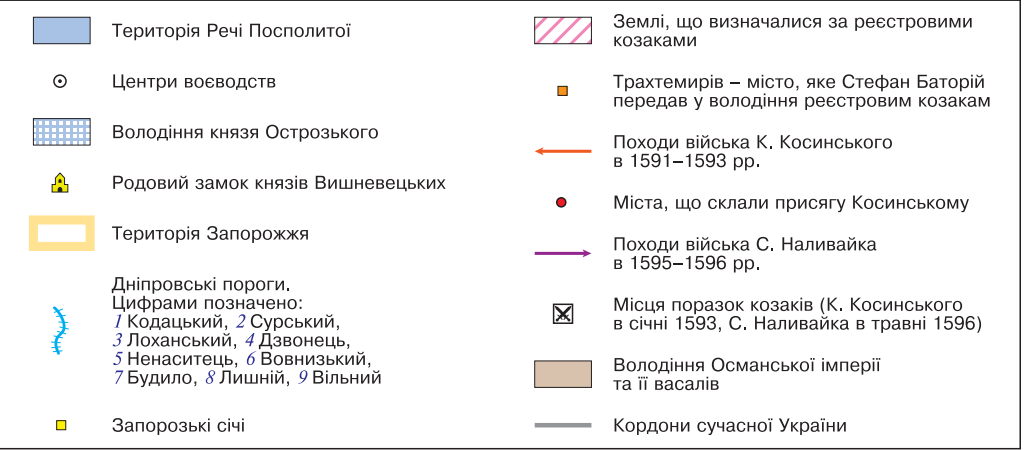 Територія Речі Посполитої
Центри воєводств
Володіння князя Острозького
Родовий замок князів Вишневецьких
Територія Запорожжя
Дніпровські пороги.
Цифрами позначено:
1 Кодацький, 2 Сурський,
3 Лоханський, 4 Дзвонець,
5 Ненаситець, 6 Вовнизький,
7 Будило, 8 Лишній, 9 Вільний
Запорозькі січі
Землі, що визначалися за реєстровими
козаками
Трахтемирів – місто, яке Стефан Баторій
передав у володіння реєстровим козакам
Походи війська К. Косинського
в 1591–1593 рр.
Міста, що склали присягу Косинському
Походи війська С. Наливайка
в 1595–1596 рр.
Місця поразок козаків (К. Косинського
в січні 1593, С. Наливайка в травні 1596)
Володіння Османської імперії
та її васалів
Кордони сучасної України